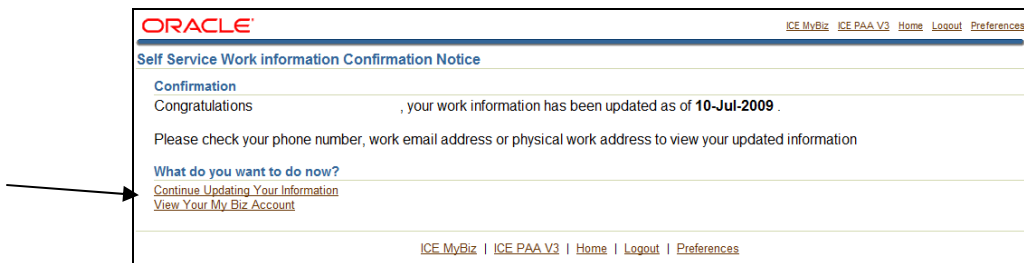 ORACLE
ICE MyBiz ICE PAA V3 Home Logout Preferences
Self Service Work information Confirmation Notice
Confirmation
Congratulations , your work information has been updated as of 10-Jul-2009 .
Please check your phone number, work email address or physical work address to view your updated information
What do you want to do now?
Continue Updating Your Information
View Your My Biz Account
ICE MyBiz | ICE PAA V3 | Home | Logout | Preferences